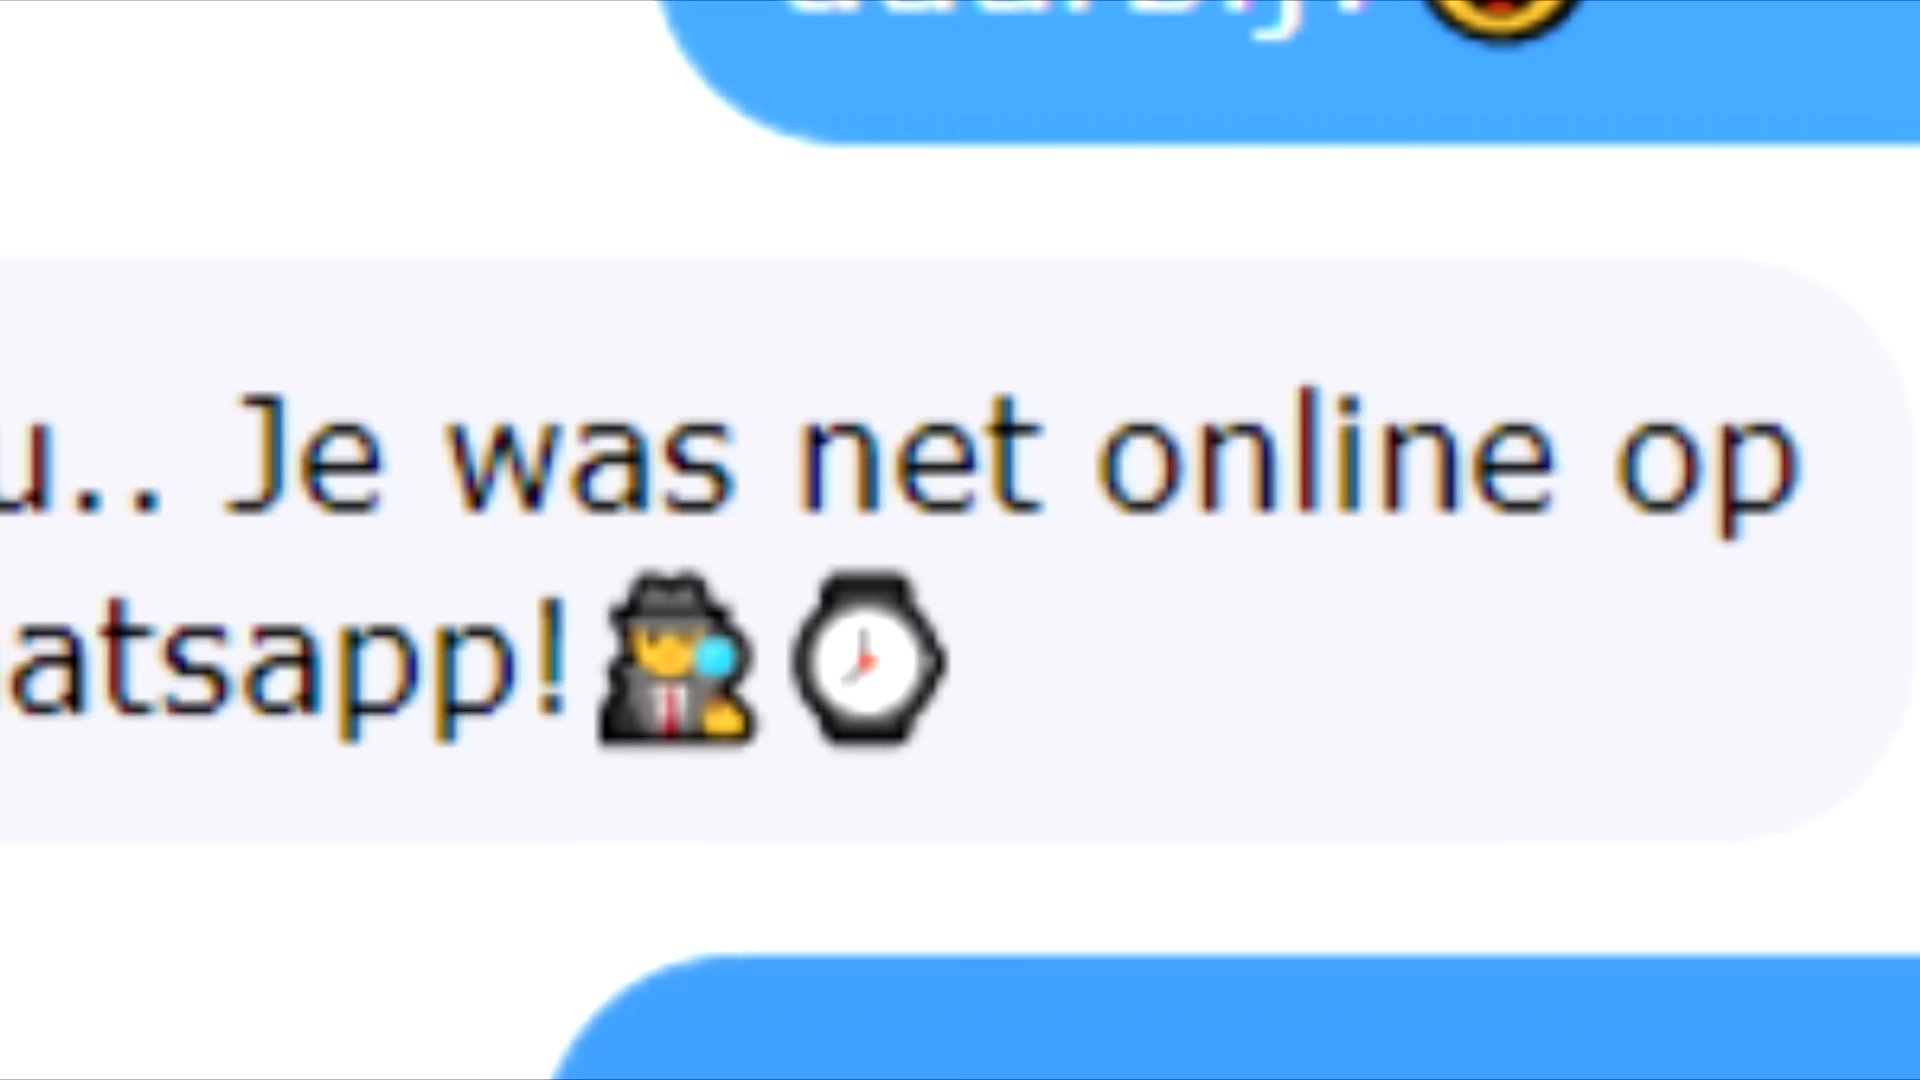 u.. Je was net online op
atsapp!🕵️⌚